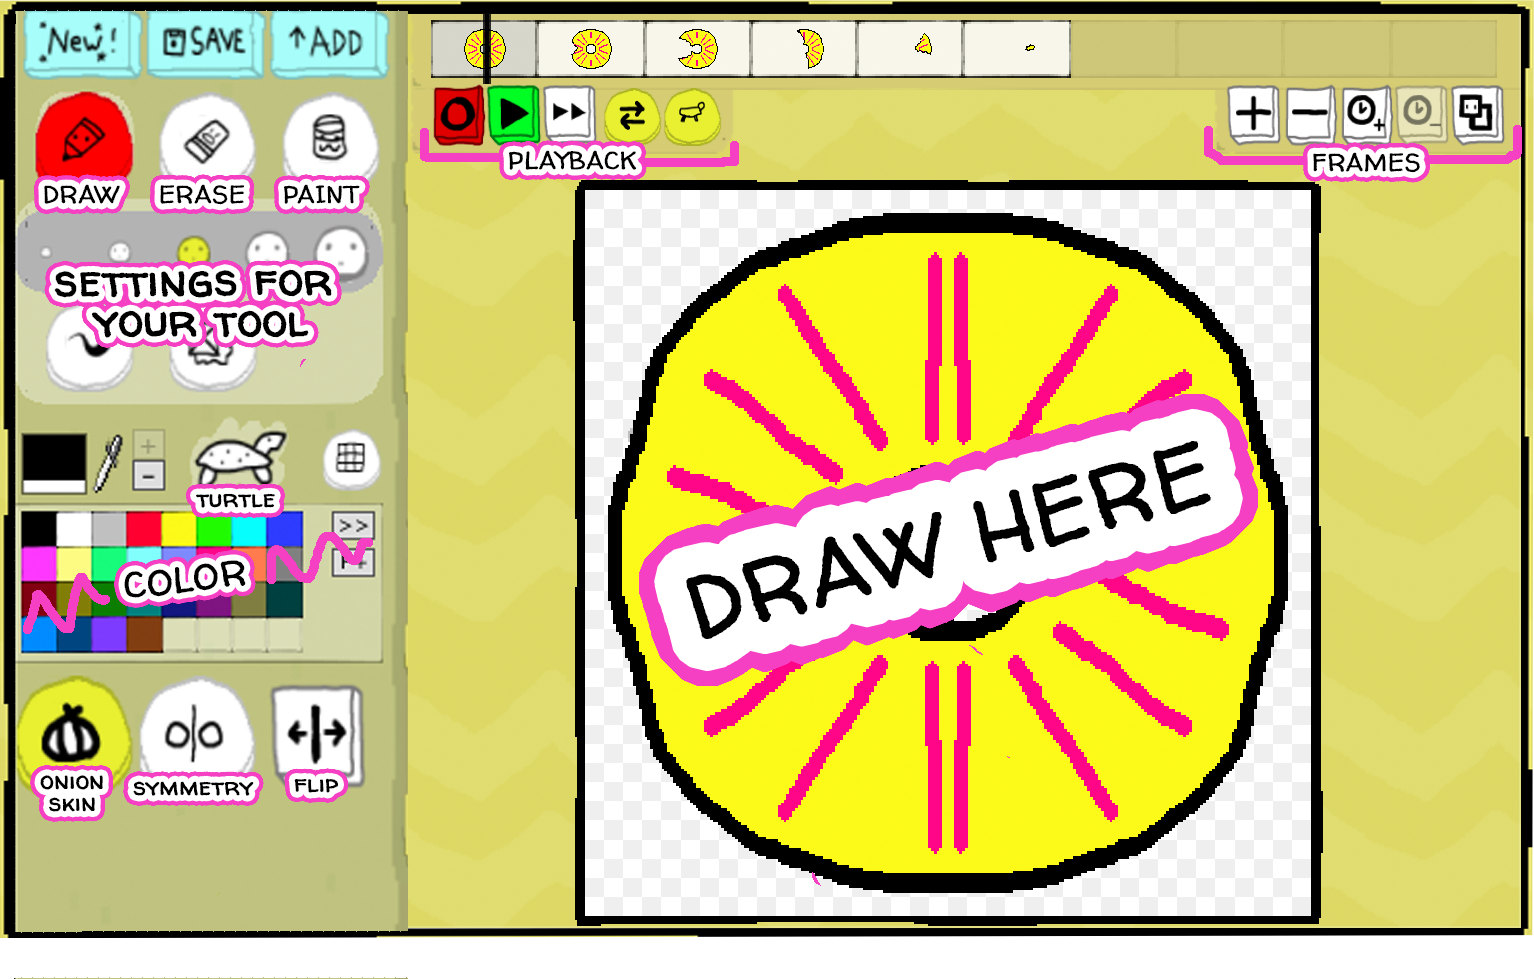 New!
SAVE
↑ADD
PLAYBACK
FRAMES
DRAW
ERASE
PAINT
SETTINGS FOR
YOUR TOOL
TURTLE
>>
COLOR
DRAW HERE
ONION
SKIN
SYMMETRY
FLIP